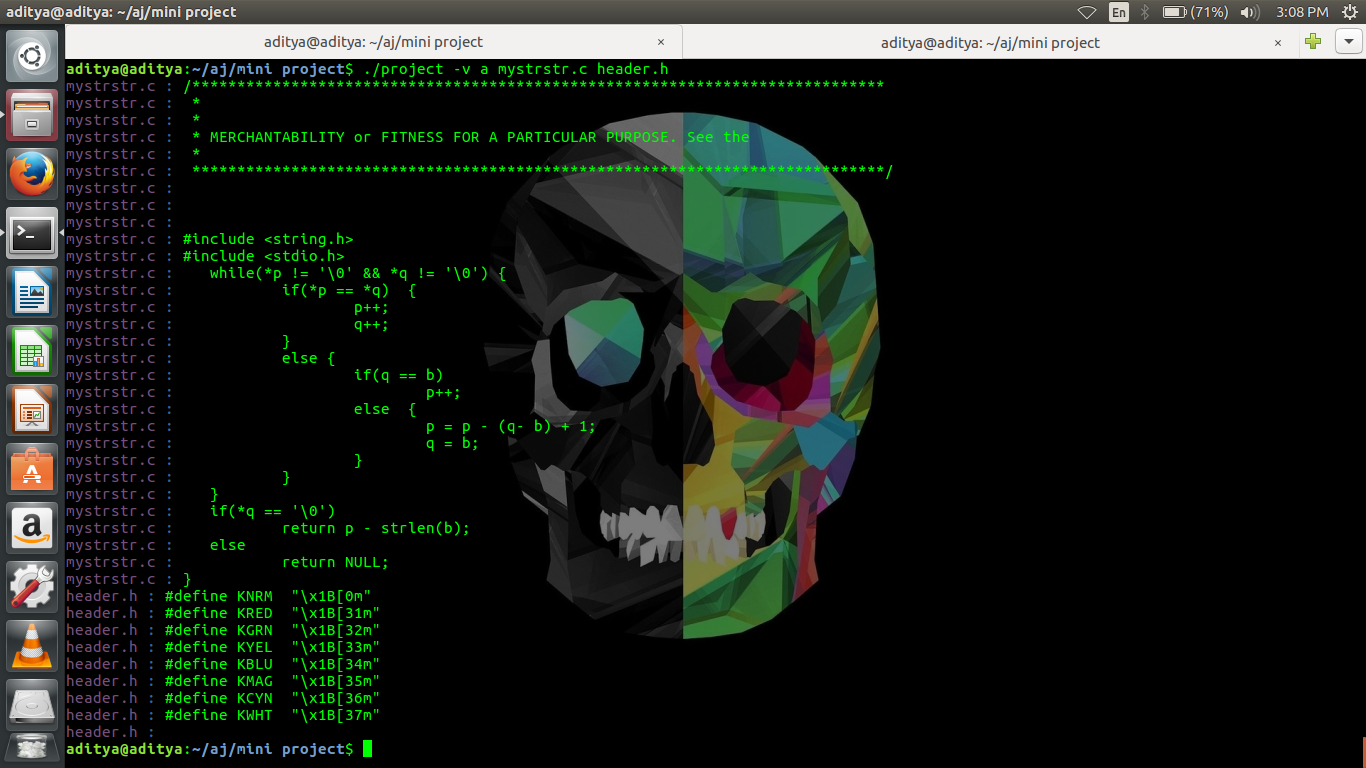 aditya@aditya: ~/aj/mini project
En
(71%)
3:08 PM
aditya@aditya: ~/aj/mini project × aditya@aditya: ~/aj/mini project ×
aditya@aditya:~/aj/mini project$ ./project -v a mystrstr.c header.h
mystrstr.c : /*****************************************************************************
mystrstr.c :  *
mystrstr.c :  *
mystrstr.c :  * MERCHANTABILITY or FITNESS FOR A PARTICULAR PURPOSE. See the
mystrstr.c :  *
mystrstr.c :  *****************************************************************************/
mystrstr.c :
mystrstr.c :
mystrstr.c :
mystrstr.c : #include <string.h>
mystrstr.c : #include <stdio.h>
mystrstr.c :    while(*p != '\0' && *q != '\0') {
mystrstr.c :            if(*p == *q)  {
mystrstr.c :                    p++;
mystrstr.c :                    q++;
mystrstr.c :            }
mystrstr.c :            else {
mystrstr.c :                    if(q == b)
mystrstr.c :                            p++;
mystrstr.c :                    else  {
mystrstr.c :                            p = p - (q- b) + 1;
mystrstr.c :                            q = b;
mystrstr.c :                    }
mystrstr.c :            }
mystrstr.c :    }
mystrstr.c :    if(*q == '\0')
mystrstr.c :            return p - strlen(b);
mystrstr.c :    else
mystrstr.c :            return NULL;
mystrstr.c : }
header.h : #define KNRM  "\x1B[0m"
header.h : #define KRED  "\x1B[31m"
header.h : #define KGRN  "\x1B[32m"
header.h : #define KYEL  "\x1B[33m"
header.h : #define KBLU  "\x1B[34m"
header.h : #define KMAG  "\x1B[35m"
header.h : #define KCYN  "\x1B[36m"
header.h : #define KWHT  "\x1B[37m"
header.h :
aditya@aditya:~/aj/mini project$